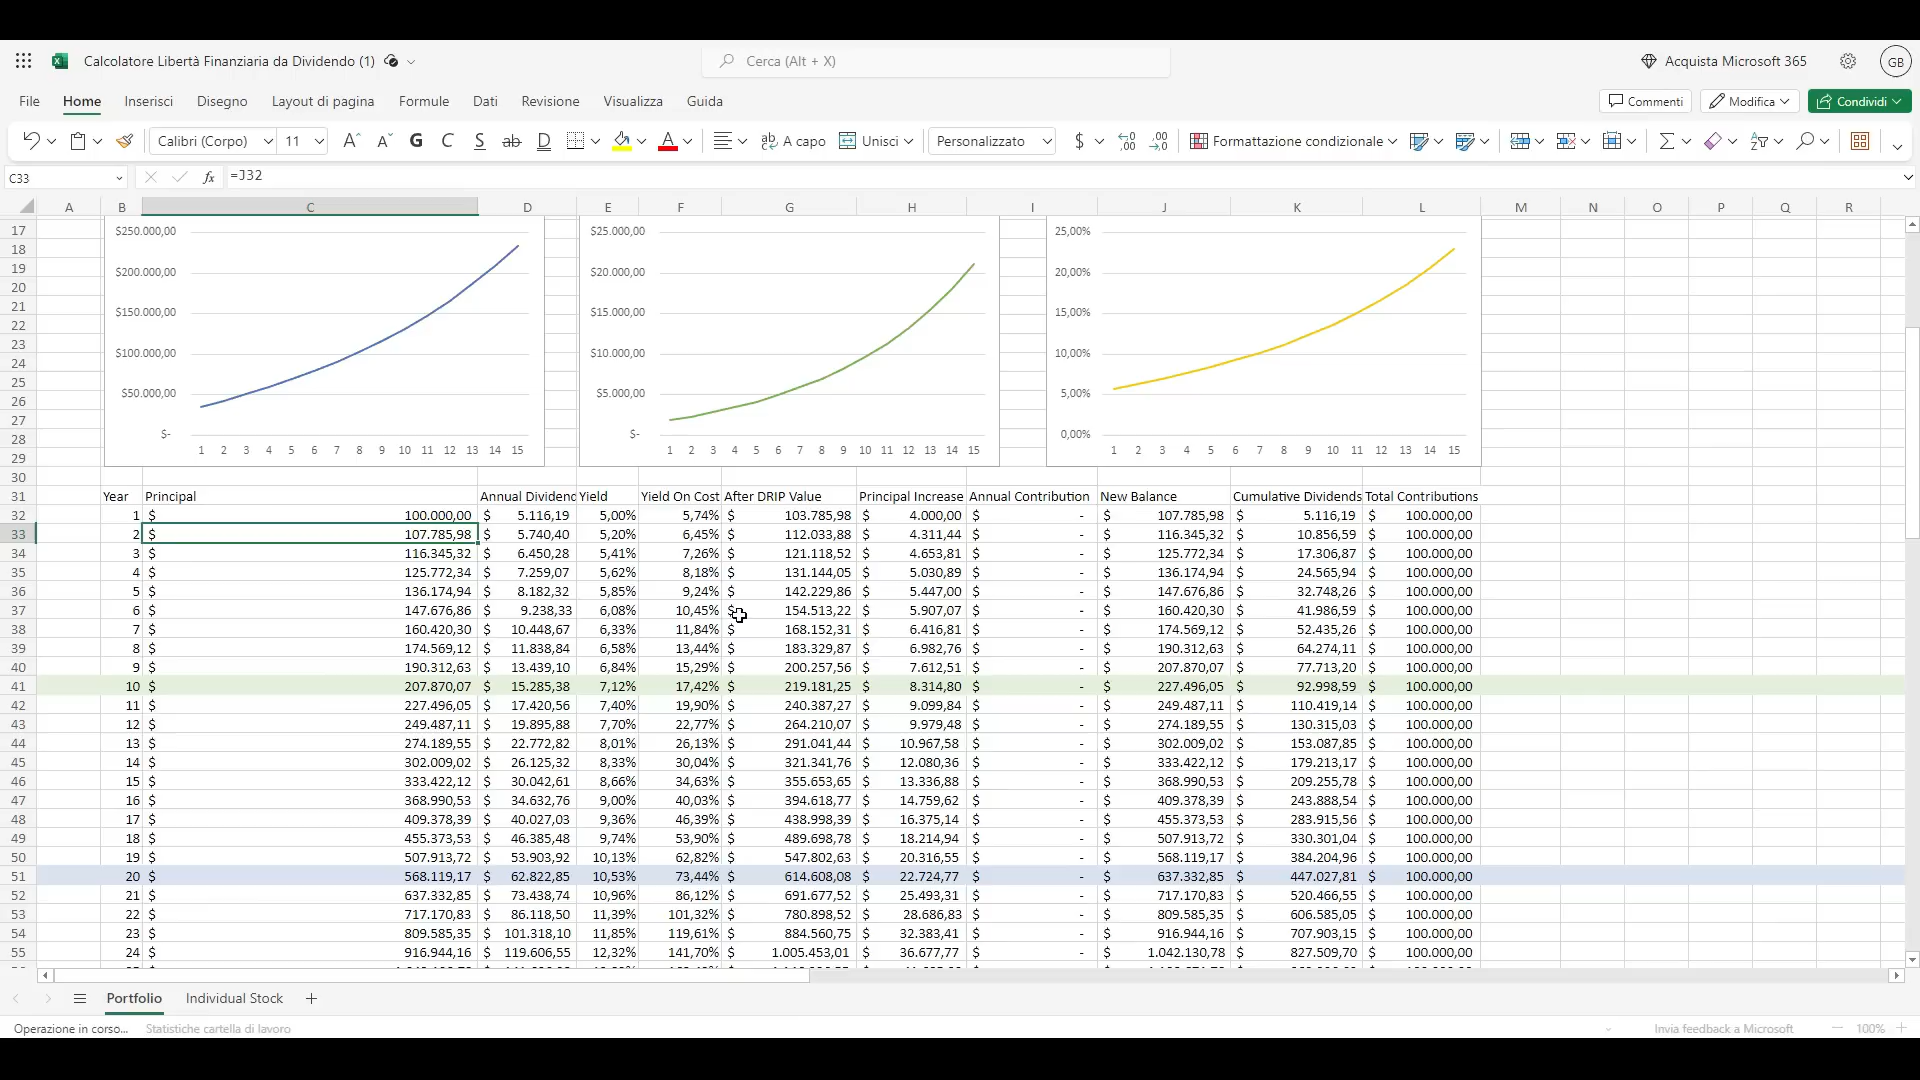 Calcolatore Libertà Finanziaria da Dividendo (1)
Cerca (Alt + X)
Acquista Microsoft 365
GB
File Home Inserisci Disegno Layout di pagina Formule Dati Revisione Visualizza Guida
Commenti Modifica Condividi
Calibri (Corpo) 11 A A G C S ab D A ab A capo Unisci Personalizzato $ Formattazione condizionale
C33 fx =J32
A B C D E F G H I J K L M N O P Q R
17 $250.000,00 $25.000,00 25,00%
18
19 $200.000,00 $20.000,00 20,00%
20
21 $150.000,00 $15.000,00 15,00%
22
23 $100.000,00 $10.000,00 10,00%
24
25 $50.000,00 $5.000,00 5,00%
26
27 $- $- 0,00%
28 1 2 3 4 5 6 7 8 9 10 11 12 13 14 15 1 2 3 4 5 6 7 8 9 10 11 12 13 14 15 1 2 3 4 5 6 7 8 9 10 11 12 13 14 15
29
30
31 Year Principal Annual Dividend Yield Yield On Cost After DRIP Value Principal Increase Annual Contribution New Balance Cumulative Dividends Total Contributions
32 1 $ 100.000,00 $ 5.116,19 5,00% 5,74% $ 103.785,98 $ 4.000,00 $ - $ 107.785,98 $ 5.116,19 $ 100.000,00
33 2 $ 107.785,98 $ 5.740,40 5,20% 6,45% $ 112.033,88 $ 4.311,44 $ - $ 116.345,32 $ 10.856,59 $ 100.000,00
34 3 $ 116.345,32 $ 6.450,28 5,41% 7,26% $ 121.118,52 $ 4.653,81 $ - $ 125.772,34 $ 17.306,87 $ 100.000,00
35 4 $ 125.772,34 $ 7.259,07 5,62% 8,18% $ 131.144,05 $ 5.030,89 $ - $ 136.174,94 $ 24.565,94 $ 100.000,00
36 5 $ 136.174,94 $ 8.182,32 5,85% 9,24% $ 142.229,86 $ 5.447,00 $ - $ 147.676,86 $ 32.748,26 $ 100.000,00
37 6 $ 147.676,86 $ 9.238,33 6,08% 10,45% $ 154.513,22 $ 5.907,07 $ - $ 160.420,30 $ 41.986,59 $ 100.000,00
38 7 $ 160.420,30 $ 10.448,67 6,33% 11,84% $ 168.152,31 $ 6.416,81 $ - $ 174.569,12 $ 52.435,26 $ 100.000,00
39 8 $ 174.569,12 $ 11.838,84 6,58% 13,44% $ 183.329,87 $ 6.982,76 $ - $ 190.312,63 $ 64.274,11 $ 100.000,00
40 9 $ 190.312,63 $ 13.439,10 6,84% 15,29% $ 200.257,56 $ 7.612,51 $ - $ 207.870,07 $ 77.713,20 $ 100.000,00
41 10 $ 207.870,07 $ 15.285,38 7,12% 17,42% $ 219.181,25 $ 8.314,80 $ - $ 227.496,05 $ 92.998,59 $ 100.000,00
42 11 $ 227.496,05 $ 17.420,56 7,40% 19,90% $ 240.387,27 $ 9.099,84 $ - $ 249.487,11 $ 110.419,14 $ 100.000,00
43 12 $ 249.487,11 $ 19.895,88 7,70% 22,77% $ 264.210,07 $ 9.979,48 $ - $ 274.189,55 $ 130.315,03 $ 100.000,00
44 13 $ 274.189,55 $ 22.772,82 8,01% 26,13% $ 291.041,44 $ 10.967,58 $ - $ 302.009,02 $ 153.087,85 $ 100.000,00
45 14 $ 302.009,02 $ 26.125,32 8,33% 30,04% $ 321.341,76 $ 12.080,36 $ - $ 333.422,12 $ 179.213,17 $ 100.000,00
46 15 $ 333.422,12 $ 30.042,61 8,66% 34,63% $ 355.653,65 $ 13.336,88 $ - $ 368.990,53 $ 209.255,78 $ 100.000,00
47 16 $ 368.990,53 $ 34.632,76 9,00% 40,03% $ 394.618,77 $ 14.759,62 $ - $ 409.378,39 $ 243.888,54 $ 100.000,00
48 17 $ 409.378,39 $ 40.027,03 9,36% 46,39% $ 438.998,39 $ 16.375,14 $ - $ 455.373,53 $ 283.915,56 $ 100.000,00
49 18 $ 455.373,53 $ 46.385,48 9,74% 53,90% $ 489.698,78 $ 18.214,94 $ - $ 507.913,72 $ 330.301,04 $ 100.000,00
50 19 $ 507.913,72 $ 53.903,92 10,13% 62,82% $ 547.802,63 $ 20.316,55 $ - $ 568.119,17 $ 384.204,96 $ 100.000,00
51 20 $ 568.119,17 $ 62.822,85 10,53% 73,44% $ 614.608,08 $ 22.724,77 $ - $ 637.332,85 $ 447.027,81 $ 100.000,00
52 21 $ 637.332,85 $ 73.438,74 10,96% 86,12% $ 691.677,52 $ 25.493,31 $ - $ 717.170,83 $ 520.466,55 $ 100.000,00
53 22 $ 717.170,83 $ 86.118,50 11,39% 101,32% $ 780.898,52 $ 28.686,83 $ - $ 809.585,35 $ 606.585,05 $ 100.000,00
54 23 $ 809.585,35 $ 101.318,10 11,85% 119,61% $ 884.560,75 $ 32.383,41 $ - $ 916.944,16 $ 707.903,15 $ 100.000,00
55 24 $ 916.944,16 $ 119.606,55 12,32% 141,70% $ 1.005.453,01 $ 36.677,77 $ - $ 1.042.130,78 $ 827.509,70 $ 100.000,00
Portfolio Individual Stock
Operazione in corso... Statistiche cartella di lavoro Invia feedback a Microsoft 100%